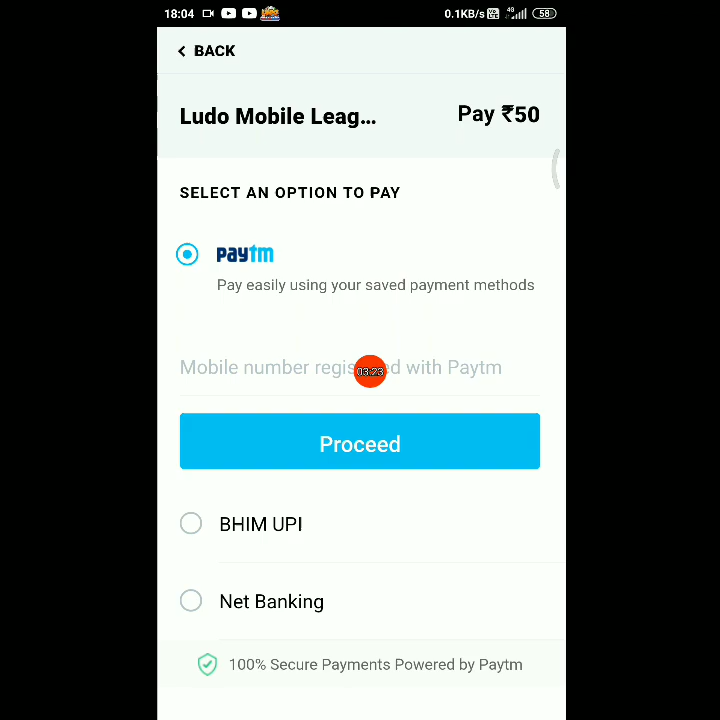 18:04 0.1KB/s 4G 58
BACK
Ludo Mobile Leag... Pay ₹50
SELECT AN OPTION TO PAY
paytm
Pay easily using your saved payment methods
Mobile number regis d with Paytm
03:23
Proceed
BHIM UPI
Net Banking
100% Secure Payments Powered by Paytm